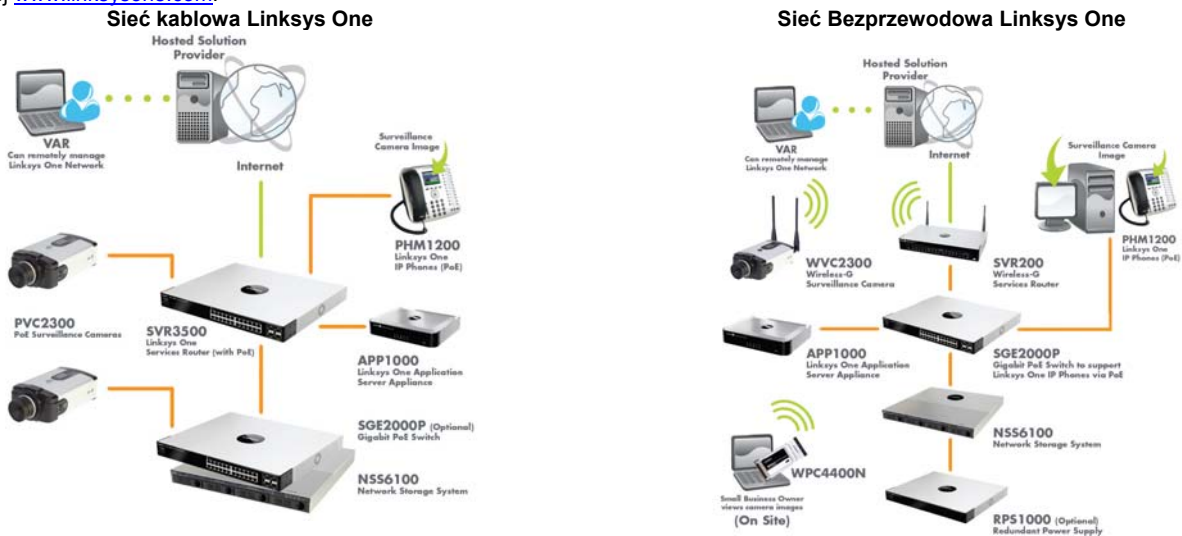 www.linksysone.com.
Sieć kablowa Linksys One
Hosted Solution
Provider
VAR
Can remotely manage
Linksys One Network
Internet
Surveillance
Camera Image
PHM1200
Linksys One
IP Phones (PoE)
PVC2300
PoE Surveillance Cameras
SVR3500
Linksys One
Services Router (with PoE)
APP1000
Linksys One Application
Server Appliance
SGE2000P (Optional)
Gigabit PoE Switch
NSS6100
Network Storage System
Sieć Bezprzewodowa Linksys One
Hosted Solution
Provider
VAR
Can remotely manage
Linksys One Network
Internet
Surveillance Camera
Image
PHM1200
Linksys One
IP Phones (PoE)
WVC2300
Wireless-G
Surveillance Camera
SVR200
Wireless-G
Services Router
APP1000
Linksys One Application
Server Appliance
SGE2000P
Gigabit PoE Switch to support
Linksys One IP Phones via PoE
NSS6100
Network Storage System
WPC4400N
Small Business Owner
views camera images
(On Site)
RPS1000 (Optional)
Redundant Power Supply